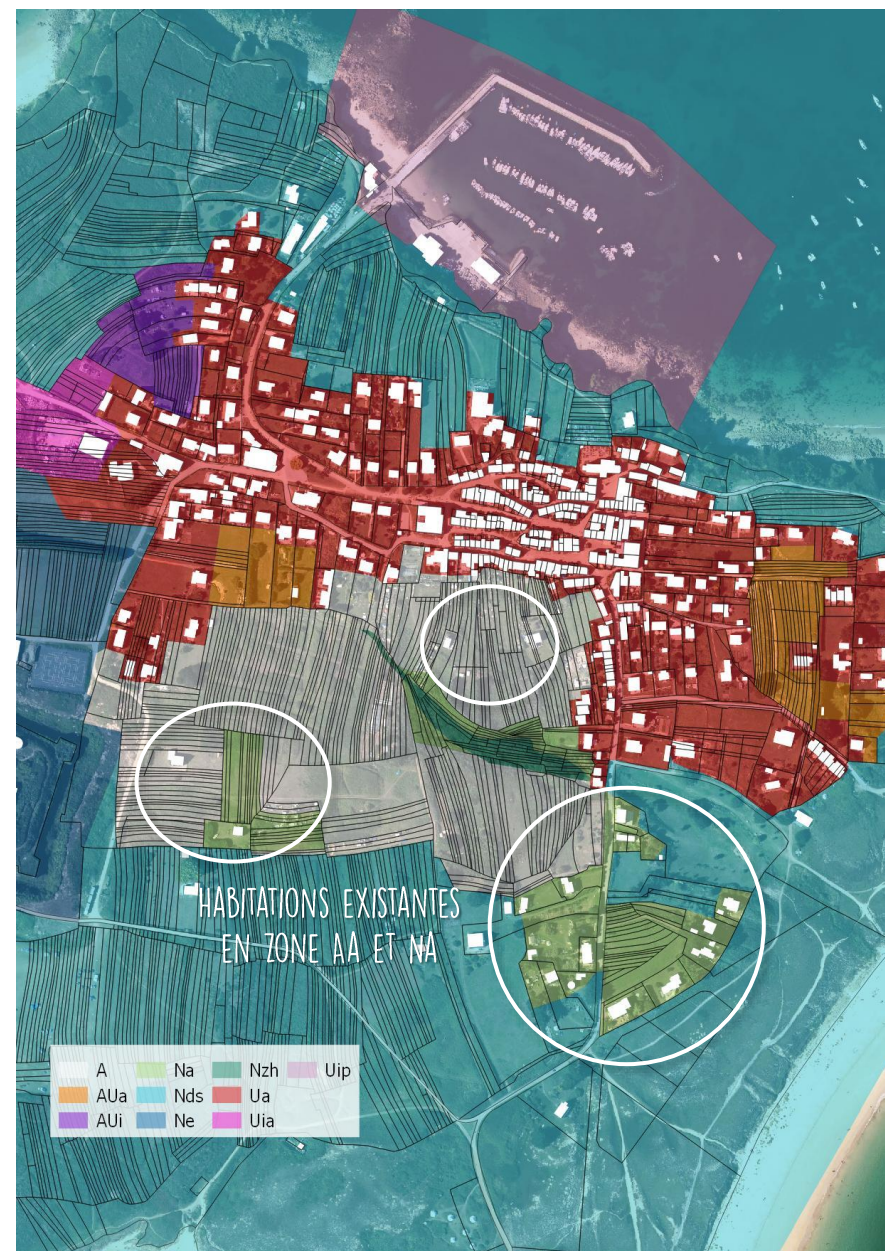 HABITATIONS EXISTANTES
EN ZONE AA ET NA
A Na Nzh Uip
AUa Nds Ua
AUi Ne Uia